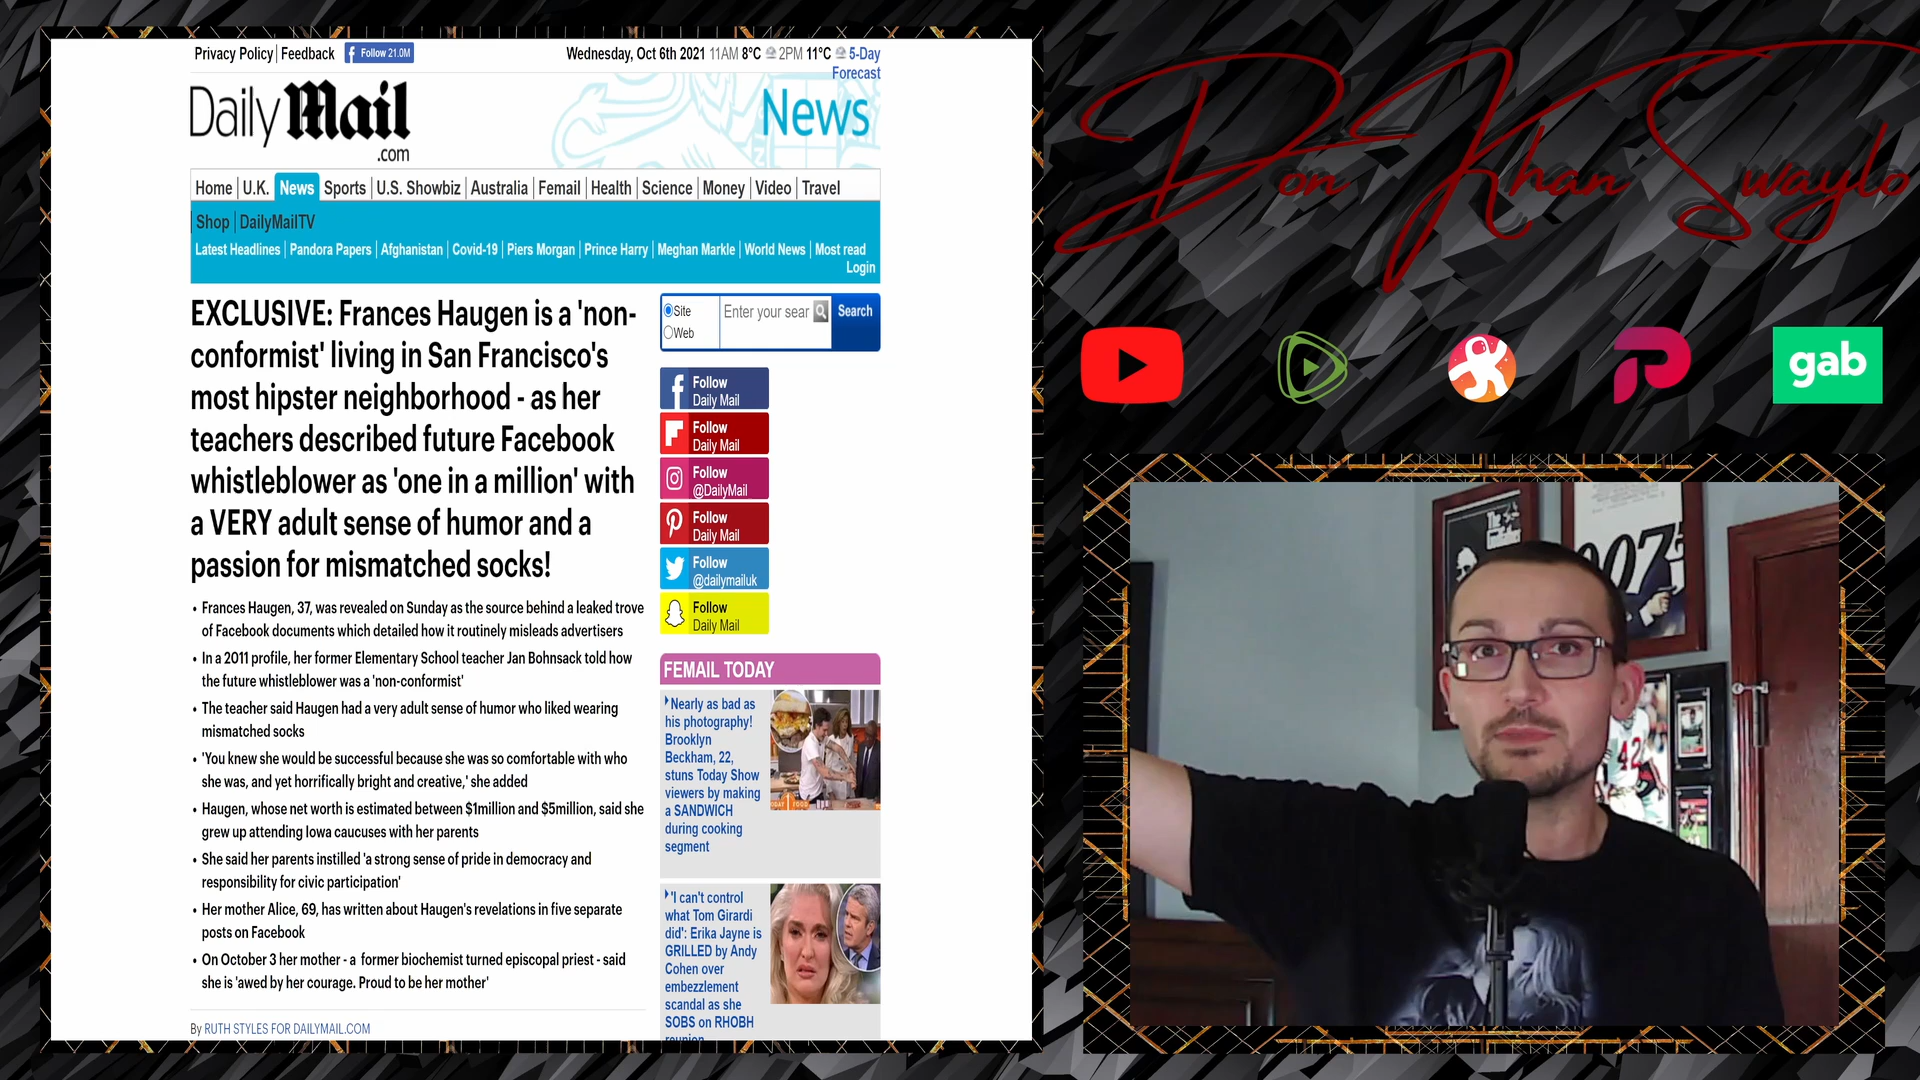 Privacy Policy | Feedback
Follow 21.0M
Wednesday, Oct 6th 2021 11AM 8°C 2PM 11°C 5-Day
Forecast
Daily Mail
.com
News
Home | U.K. | News | Sports | U.S. Showbiz | Australia | Femail | Health | Science | Money | Video | Travel
Shop | DailyMailTV
Latest Headlines | Pandora Papers | Afghanistan | Covid-19 | Piers Morgan | Prince Harry | Meghan Markle | World News | Most read
Login
EXCLUSIVE: Frances Haugen is a 'non-
conformist' living in San Francisco's
most hipster neighborhood - as her
teachers described future Facebook
whistleblower as 'one in a million' with
a VERY adult sense of humor and a
passion for mismatched socks!
• Frances Haugen, 37, was revealed on Sunday as the source behind a leaked trove
of Facebook documents which detailed how it routinely misleads advertisers
• In a 2011 profile, her former Elementary School teacher Jan Bohnsack told how
the future whistleblower was a 'non-conformist'
• The teacher said Haugen had a very adult sense of humor who liked wearing
mismatched socks
• 'You knew she would be successful because she was so comfortable with who
she was, and yet horrifically bright and creative,' she added
• Haugen, whose net worth is estimated between $1million and $5million, said she
grew up attending Iowa caucuses with her parents
• She said her parents instilled 'a strong sense of pride in democracy and
responsibility for civic participation'
• Her mother Alice, 69, has written about Haugen's revelations in five separate
posts on Facebook
• On October 3 her mother - a former biochemist turned episcopal priest - said
she is 'awed by her courage. Proud to be her mother'
By RUTH STYLES FOR DAILYMAIL.COM
Site
Web
Enter your sear
Search
Follow
Daily Mail
Follow
Daily Mail
Follow
@DailyMail
Follow
Daily Mail
Follow
@dailymailuk
Follow
Daily Mail
FEMAIL TODAY
Nearly as bad as
his photography!
Brooklyn
Beckham, 22,
stuns Today Show
viewers by making
a SANDWICH
during cooking
segment
'I can't control
what Tom Girardi
did': Erika Jayne is
GRILLED by Andy
Cohen over
embezzlement
scandal as she
SOBS on RHOBH
reunion
Don Khan Swaylo
gab
The
Godfather
007
42